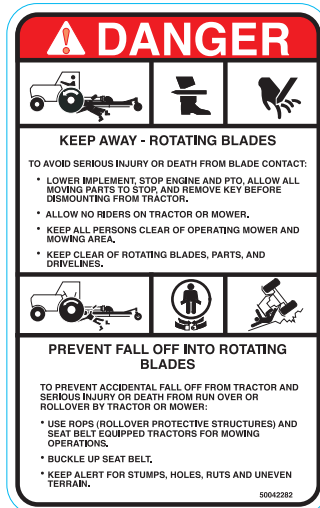 DANGER
KEEP AWAY - ROTATING BLADES
TO AVOID SERIOUS INJURY OR DEATH FROM BLADE CONTACT:
• LOWER IMPLEMENT, STOP ENGINE AND PTO, ALLOW ALL
MOVING PARTS TO STOP, AND REMOVE KEY BEFORE
DISMOUNTING FROM TRACTOR.
• ALLOW NO RIDERS ON TRACTOR OR MOWER.
• KEEP ALL PERSONS CLEAR OF OPERATING MOWER AND
MOWING AREA.
• KEEP CLEAR OF ROTATING BLADES, PARTS, AND
DRIVELINES.
PREVENT FALL OFF INTO ROTATING
BLADES
TO PREVENT ACCIDENTAL FALL OFF FROM TRACTOR AND
SERIOUS INJURY OR DEATH FROM RUN OVER OR
ROLLOVER BY TRACTOR OR MOWER:
• USE ROPS (ROLLOVER PROTECTIVE STRUCTURES) AND
SEAT BELT EQUIPPED TRACTORS FOR MOWING
OPERATIONS.
• BUCKLE UP SEAT BELT.
• KEEP ALERT FOR STUMPS, HOLES, RUTS AND UNEVEN
TERRAIN.
50042282